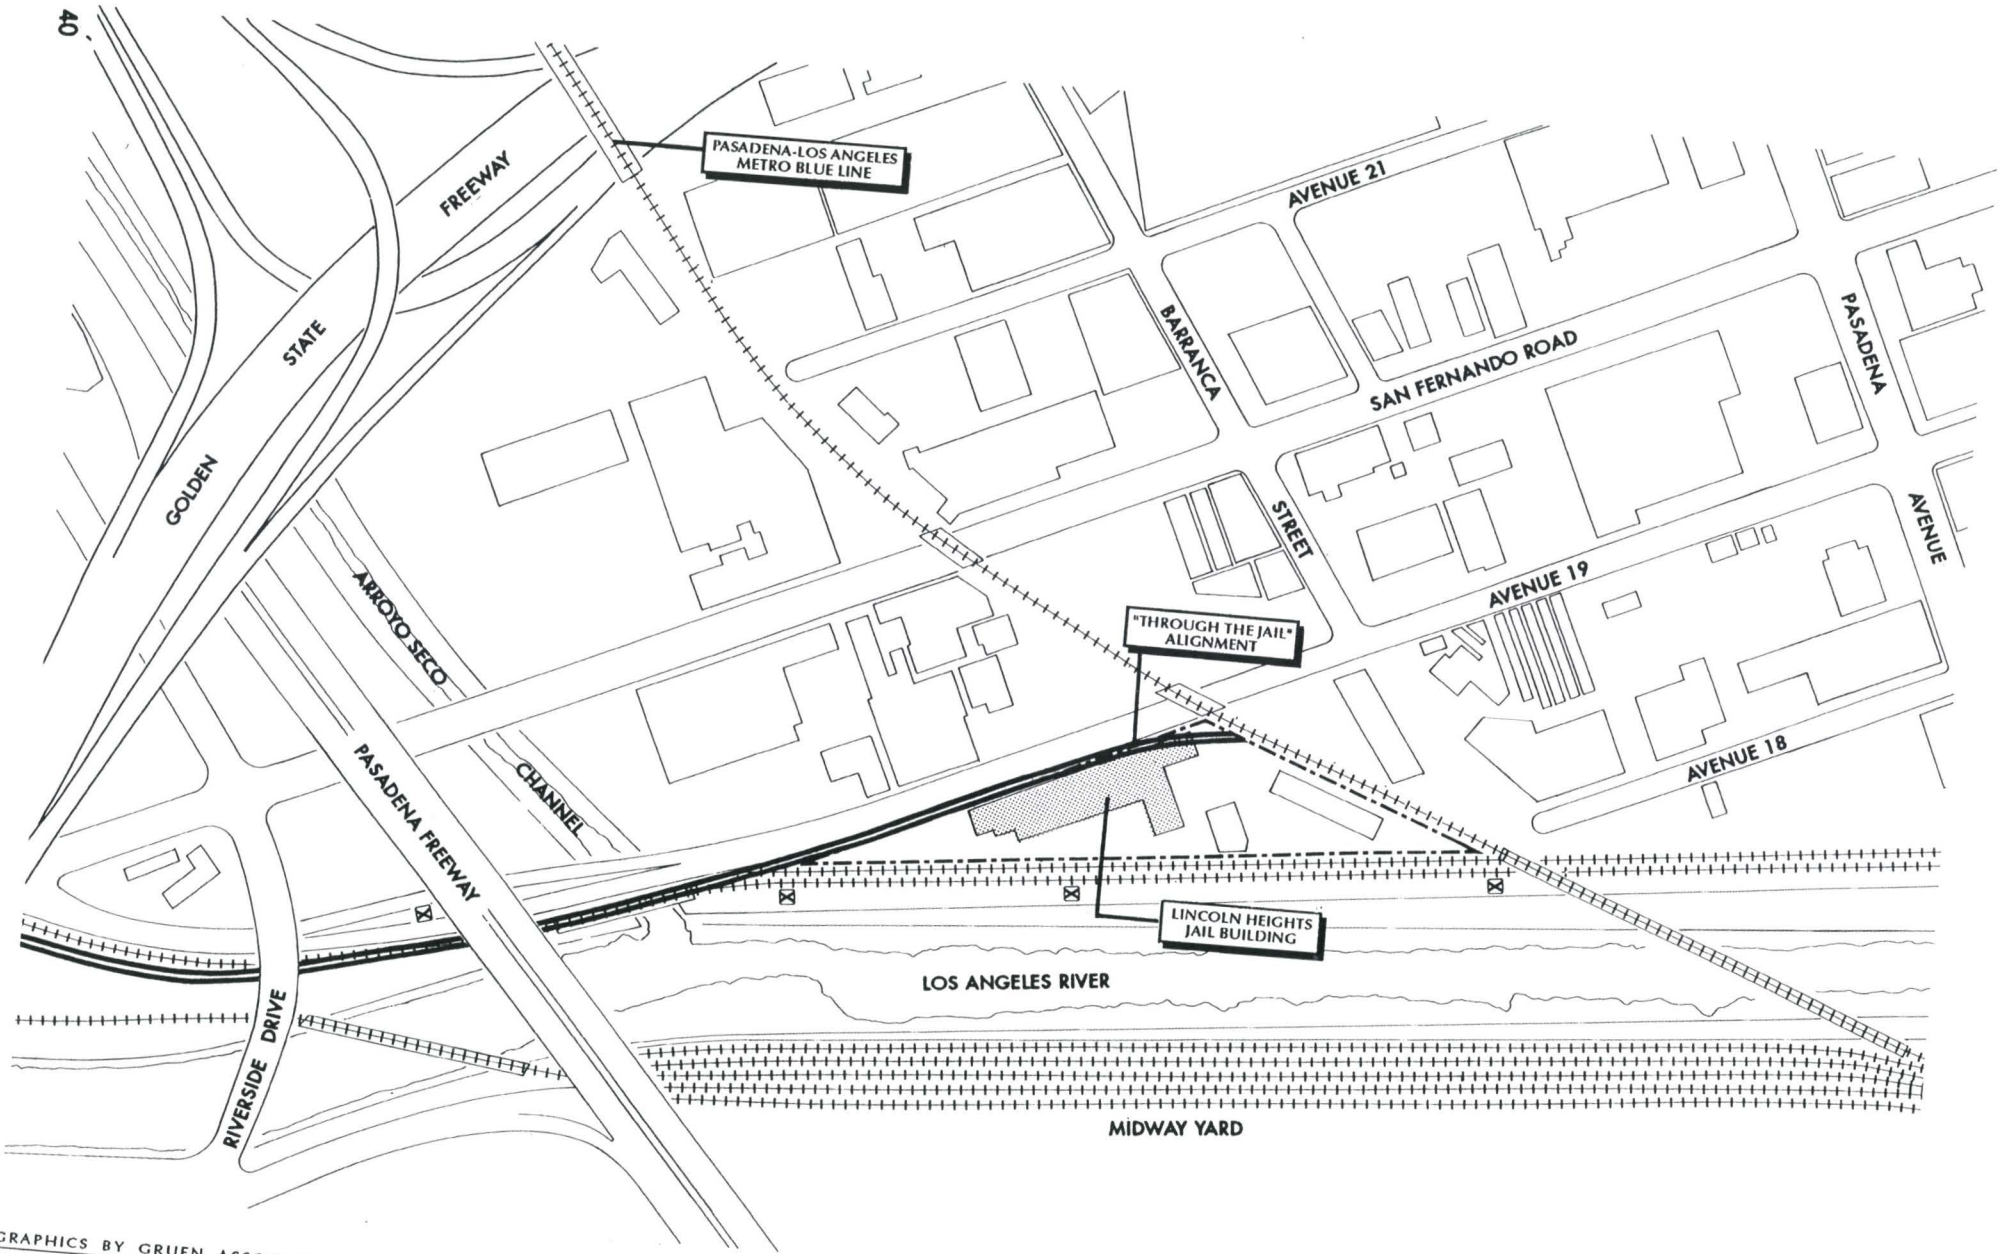 40
PASADENA-LOS ANGELES
METRO BLUE LINE
FREEWAY
STATE
GOLDEN
AVENUE 21
BARRANCA
STREET
SAN FERNANDO ROAD
PASADENA
AVENUE
AVENUE 19
ARROYO SECO
CHANNEL
"THROUGH THE JAIL"
ALIGNMENT
PASADENA FREEWAY
AVENUE 18
LINCOLN HEIGHTS
JAIL BUILDING
LOS ANGELES RIVER
RIVERSIDE DRIVE
MIDWAY YARD
GRAPHICS BY GRUEN